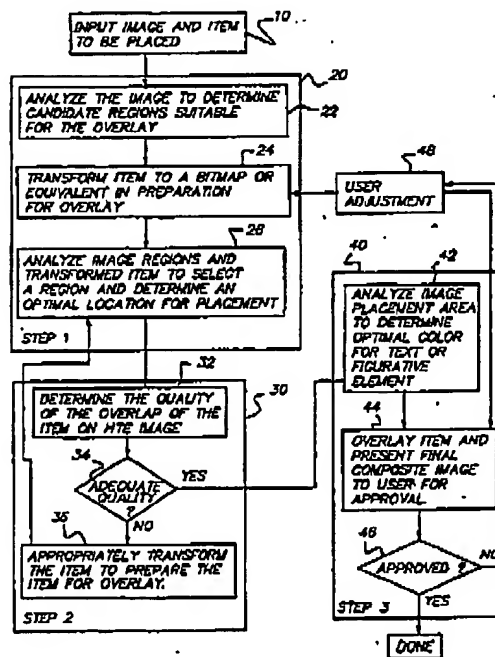 INPUT IMAGE AND ITEM
TO BE PLACED
10
20
ANALYZE THE IMAGE TO DETERMINE
CANDIDATE REGIONS SUITABLE
FOR THE OVERLAY
22
24
TRANSFORM ITEM TO A BITMAP OR
EQUIVALENT IN PREPARATION
FOR OVERLAY
28
ANALYZE IMAGE REGIONS AND
TRANSFORMED ITEM TO SELECT
A REGION AND DETERMINE AN
OPTIMAL LOCATION FOR PLACEMENT
STEP 1
32
30
DETERMINE THE QUALITY
OF THE OVERLAP OF THE
ITEM ON HTE IMAGE
34
ADEQUATE
QUALITY
?
YES
NO
36
APPROPRIATELY TRANSFORM
THE ITEM TO PREPARE THE
ITEM FOR OVERLAY.
STEP 2
48
USER
ADJUSTMENT
40
42
ANALYZE IMAGE
PLACEMENT AREA
TO DETERMINE
OPTIMAL COLOR
FOR TEXT OR
FIGURATIVE
ELEMENT
44
OVERLAY ITEM AND
PRESENT FINAL
COMPOSITE IMAGE
TO USER FOR
APPROVAL
46
APPROVED ?
NO
YES
STEP 3
DONE